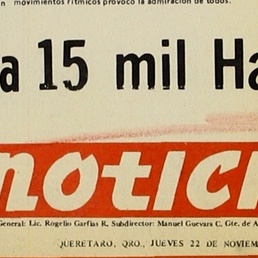 movimientos rítmicos provocó la admiración de todos.
a 15 mil Ha
notici
General: Lic. Rogelio Garfias R. Subdirector: Manuel Guevara C. Gte. de A
QUERETARO, QRO., JUEVES 22 DE NOVIEM